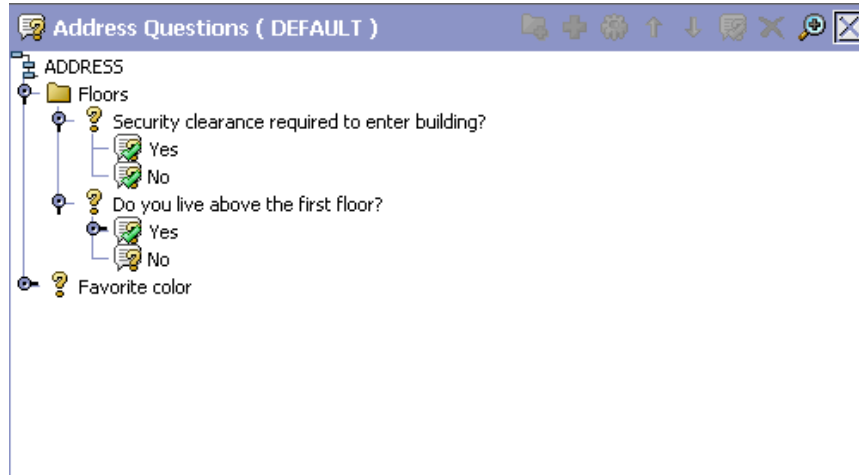 Address Questions ( DEFAULT )
ADDRESS
Floors
Security clearance required to enter building?
Yes
No
Do you live above the first floor?
Yes
No
Favorite color